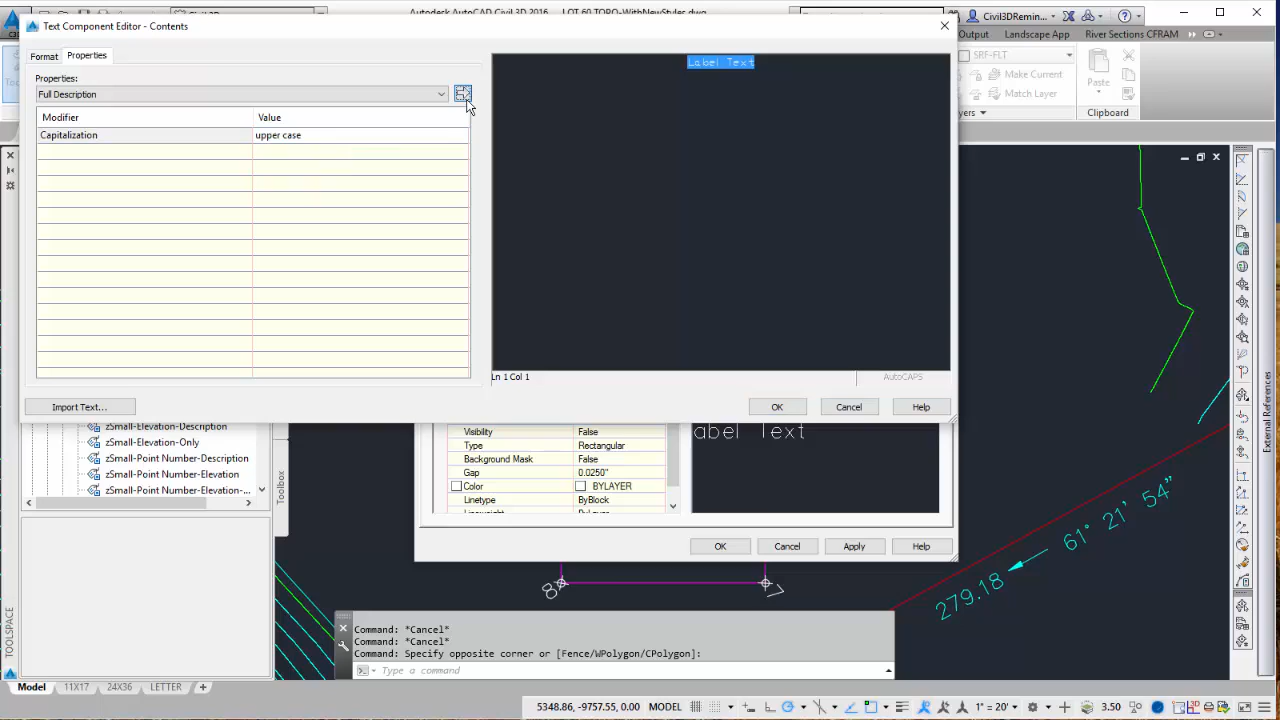 Autodesk AutoCAD Civil 3D 2016 LOT 60 TOPO-WithNewStyles.dwg
Text Component Editor - Contents
Civil3DRemin...
Output
Landscape App
River Sections CFRAM
Format
Properties
SRF-FLT
Make Current
Match Layer
Paste
Clipboard
Properties:
Full Description
Modifier
Value
Capitalization
upper case
Label Text
Ln 1 Col 1
AutoCAPS
Import Text...
OK
Cancel
Help
zSmall-Elevation-Description
zSmall-Elevation-Only
zSmall-Point Number-Description
zSmall-Point Number-Elevation
zSmall-Point Number-Elevation-...
Toolbox
TOOLSPACE
External References
Visibility
False
Type
Rectangular
Background Mask
False
Gap
0.0250"
Color
BYLAYER
Linetype
ByBlock
abel Text
OK
Cancel
Apply
Help
8
7
279.18
61° 21' 54"
Command: *Cancel*
Command: *Cancel*
Command: Specify opposite corner or [Fence/WPolygon/CPolygon]:
Type a command
Model
11X17
24X36
LETTER
5348.86, -9757.55, 0.00
MODEL
1" = 20'
3.50